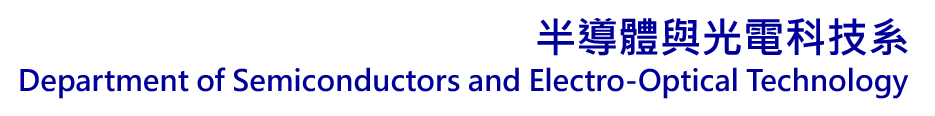 半導體與光電科技系
Department of Semiconductors and Electro-Optical Technology